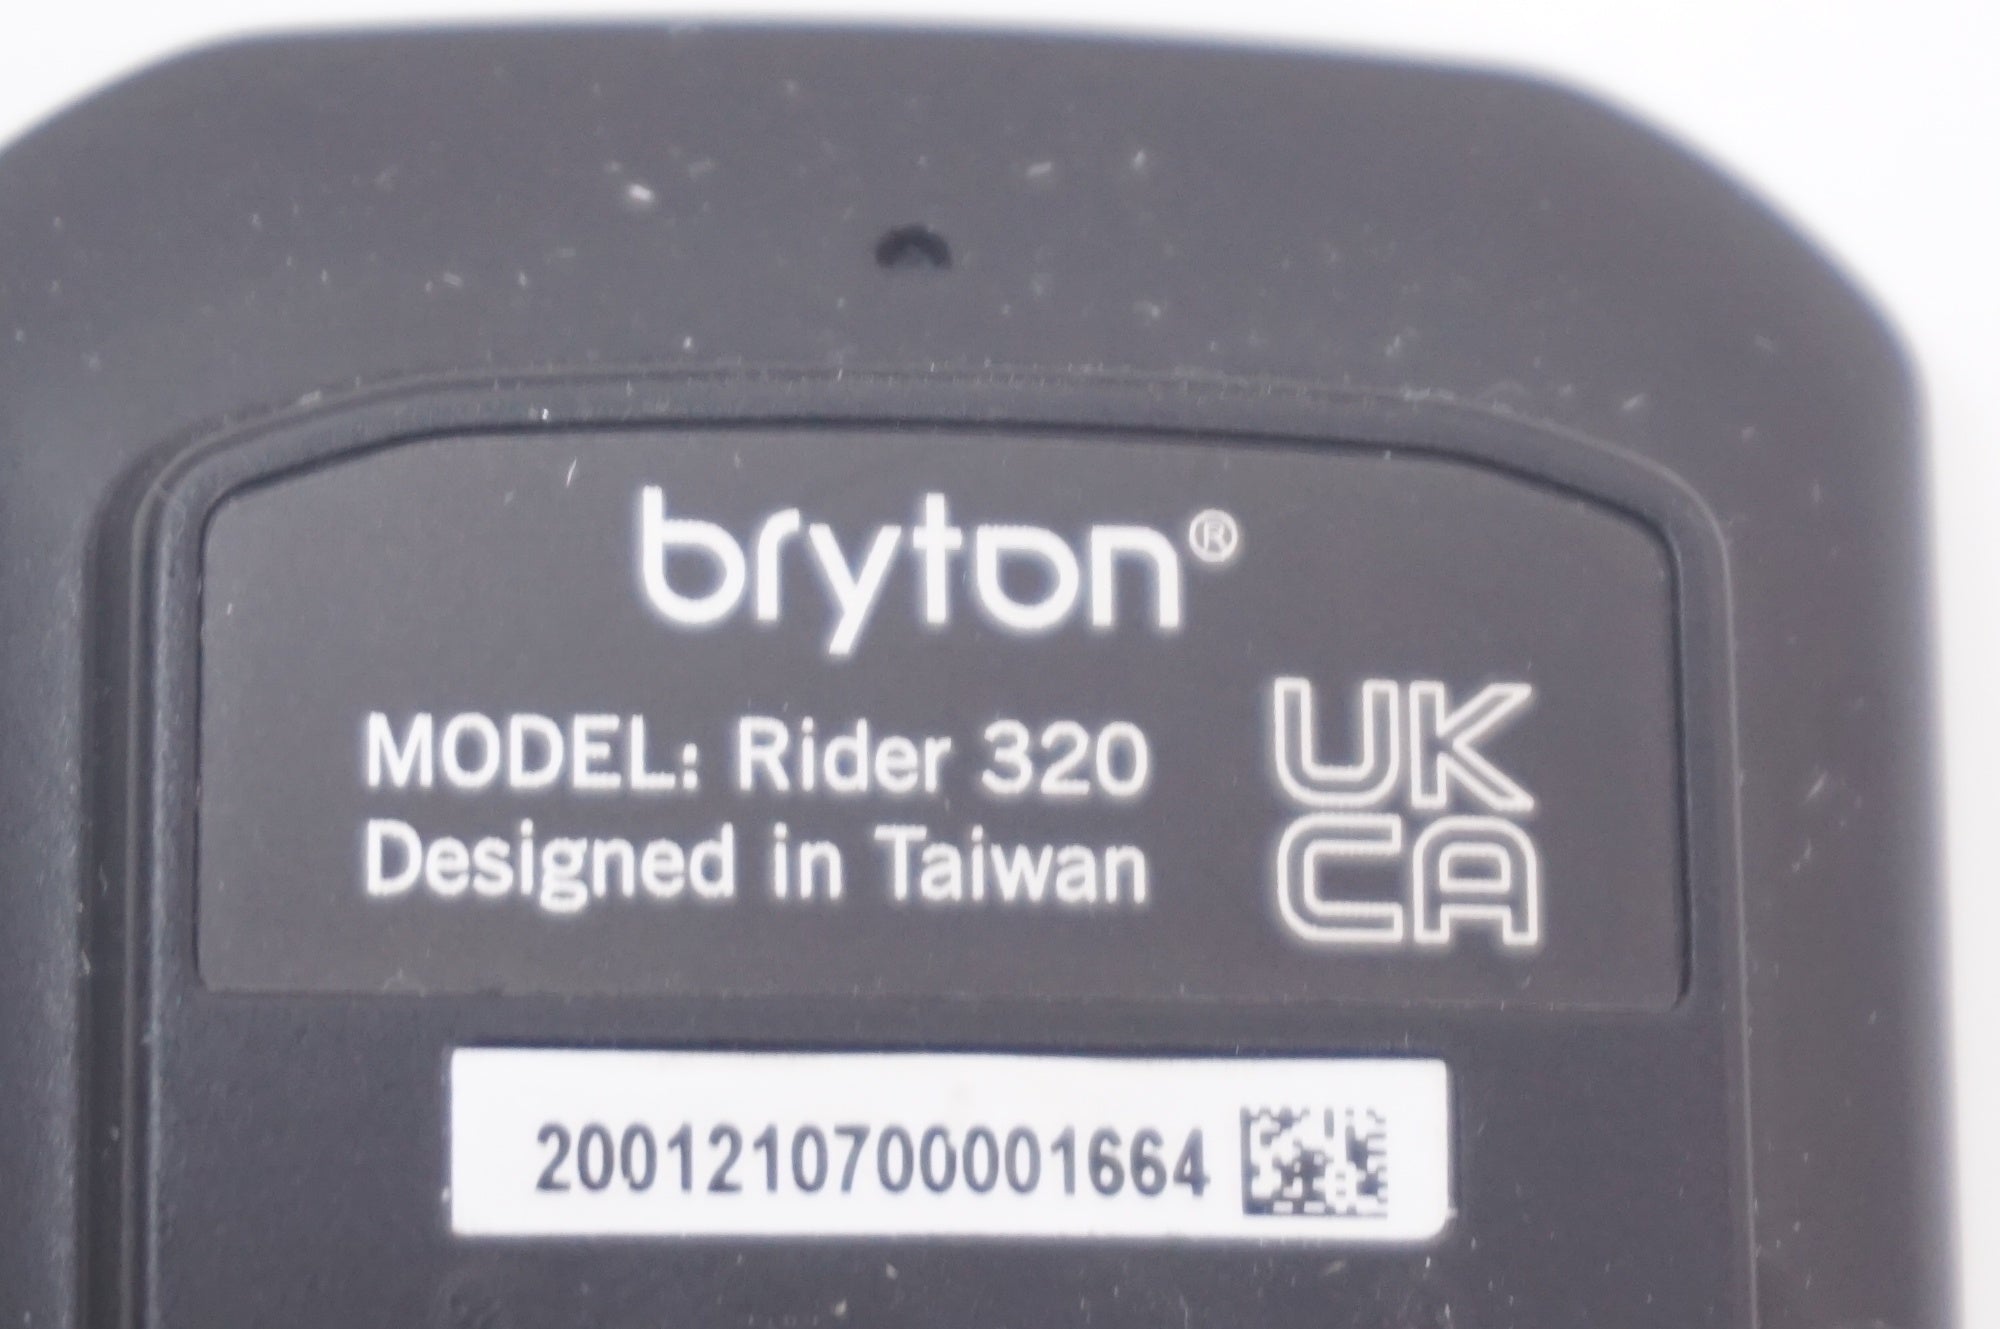 bryton®
MODEL: Rider 320
Designed in Taiwan
UK
CA
2001210700001664